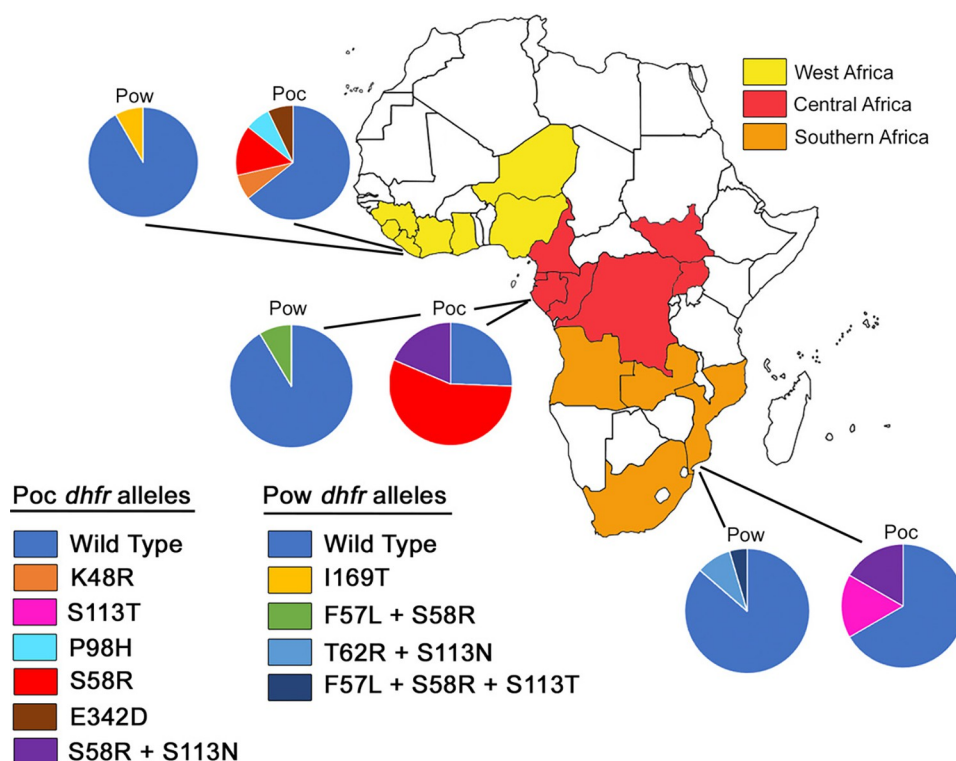 West Africa
Central Africa
Southern Africa
Pow
Poc
Pow
Poc
Pow
Poc
Poc dhfr alleles
Wild Type
K48R
S113T
P98H
S58R
E342D
S58R + S113N
Pow dhfr alleles
Wild Type
I169T
F57L + S58R
T62R + S113N
F57L + S58R + S113T